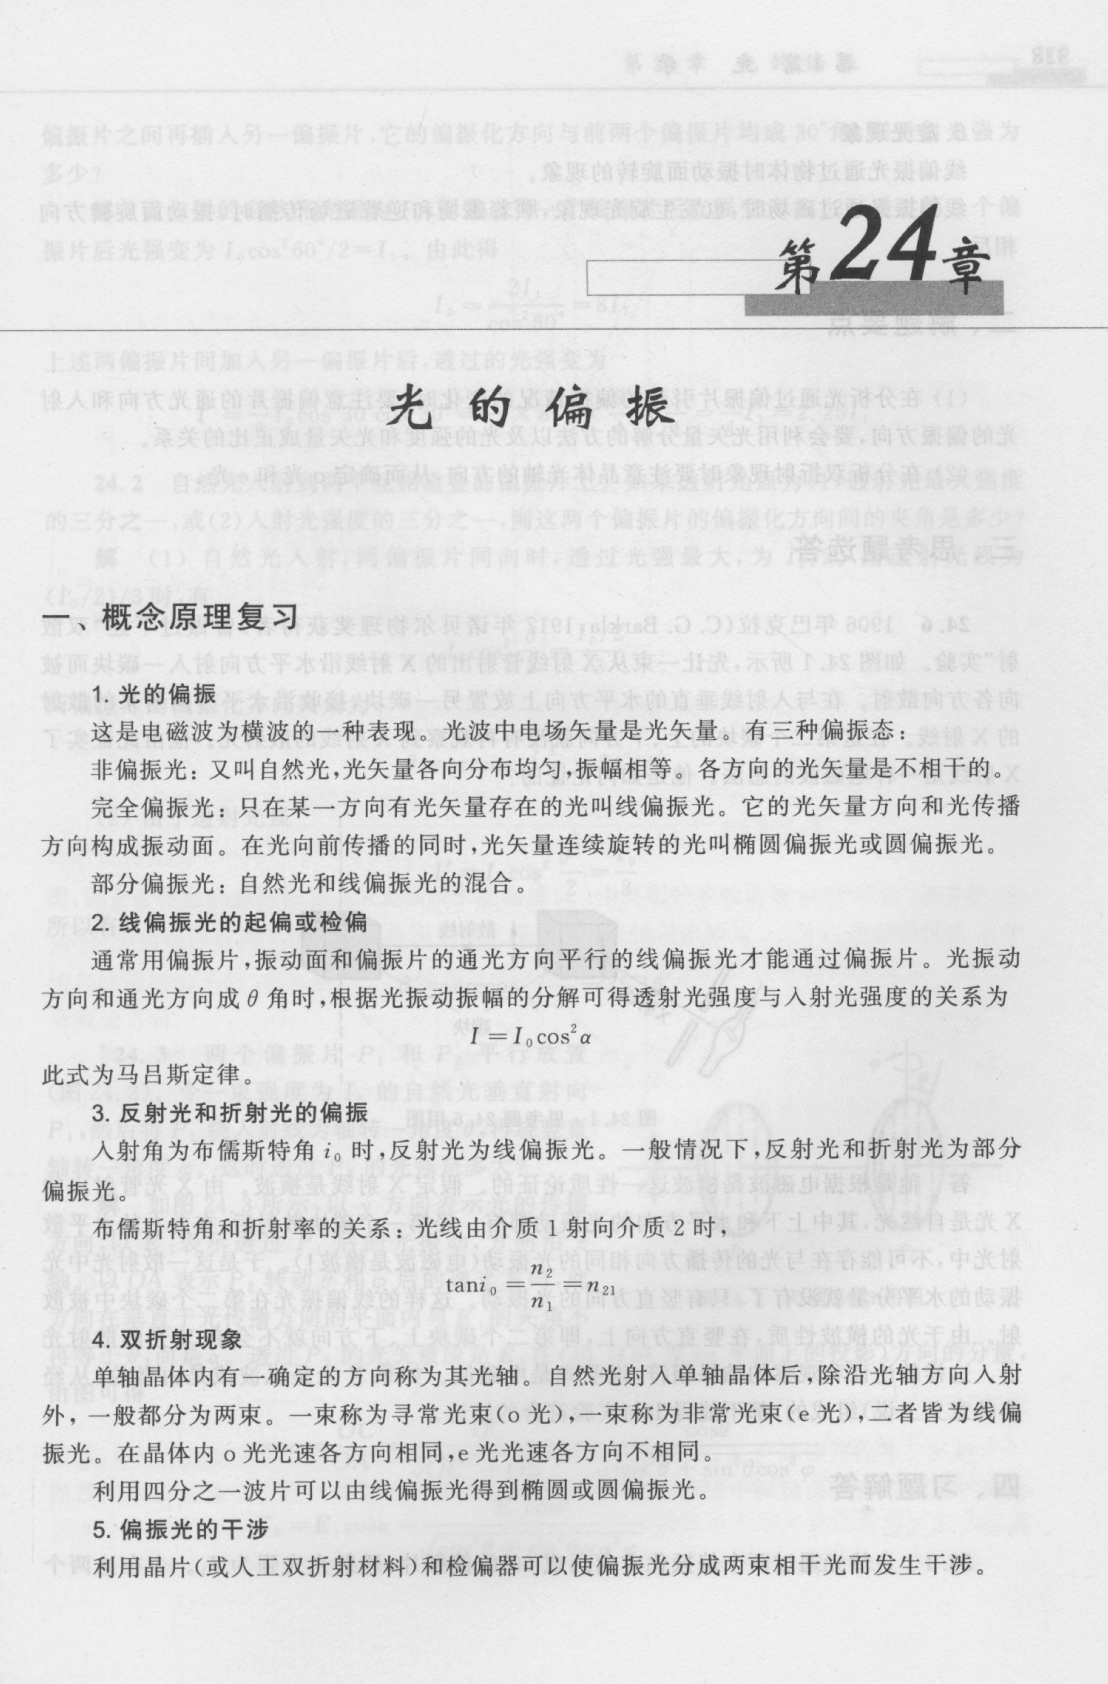 第24章
光的偏振
一、概念原理复习
1. 光的偏振
这是电磁波为横波的一种表现。光波中电场矢量是光矢量。有三种偏振态：
非偏振光：又叫自然光，光矢量各向分布均匀，振幅相等。各方向的光矢量是不相干的。
完全偏振光：只在某一方向有光矢量存在的光叫线偏振光。它的光矢量方向和光传播
方向构成振动面。在光向前传播的同时，光矢量连续旋转的光叫椭圆偏振光或圆偏振光。
部分偏振光：自然光和线偏振光的混合。
2. 线偏振光的起偏或检偏
通常用偏振片，振动面和偏振片的通光方向平行的线偏振光才能通过偏振片。光振动
方向和通光方向成 θ 角时，根据光振动振幅的分解可得透射光强度与入射光强度的关系为
I = I₀cos²α
此式为马吕斯定律。
3. 反射光和折射光的偏振
入射角为布儒斯特角 i₀ 时，反射光为线偏振光。一般情况下，反射光和折射光为部分
偏振光。
布儒斯特角和折射率的关系：光线由介质 1 射向介质 2 时，
tan i₀ = n₂/n₁ = n₂₁
4. 双折射现象
单轴晶体内有一确定的方向称为其光轴。自然光射入单轴晶体后，除沿光轴方向入射
外，一般都分为两束。一束称为寻常光束（o 光），一束称为非常光束（e 光），二者皆为线偏
振光。在晶体内 o 光光速各方向相同，e 光光速各方向不相同。
利用四分之一波片可以由线偏振光得到椭圆或圆偏振光。
5. 偏振光的干涉
利用晶片（或人工双折射材料）和检偏器可以使偏振光分成两束相干光而发生干涉。